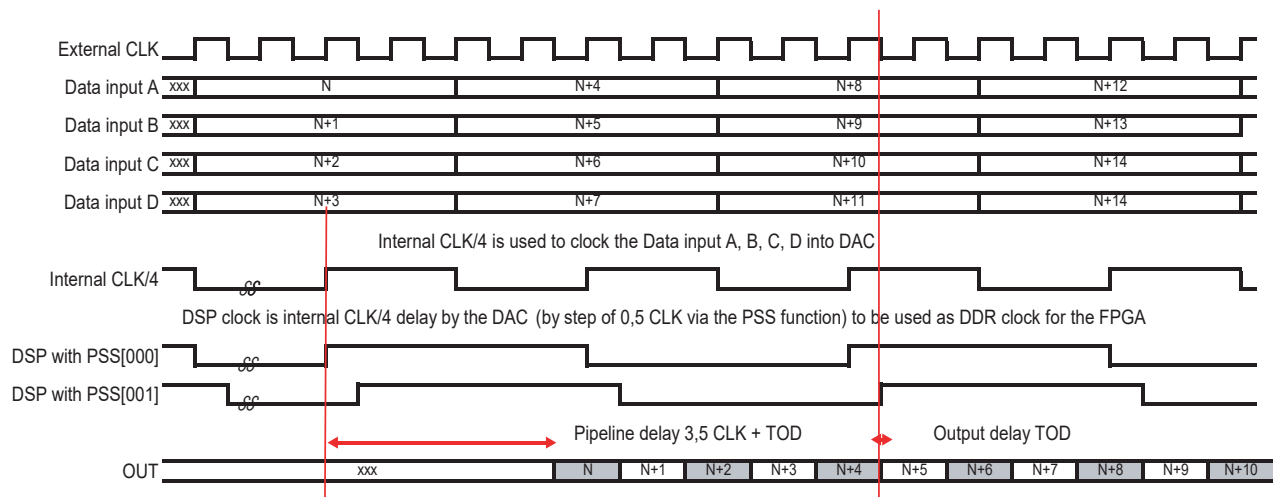 External CLK
Data input A xxx N N+4 N+8 N+12
Data input B xxx N+1 N+5 N+9 N+13
Data input C xxx N+2 N+6 N+10 N+14
Data input D xxx N+3 N+7 N+11 N+14
Internal CLK/4 is used to clock the Data input A, B, C, D into DAC
Internal CLK/4
DSP clock is internal CLK/4 delay by the DAC (by step of 0,5 CLK via the PSS function) to be used as DDR clock for the FPGA
DSP with PSS[000]
DSP with PSS[001]
Pipeline delay 3,5 CLK + TOD Output delay TOD
OUT xxx N N+1 N+2 N+3 N+4 N+5 N+6 N+7 N+8 N+9 N+10